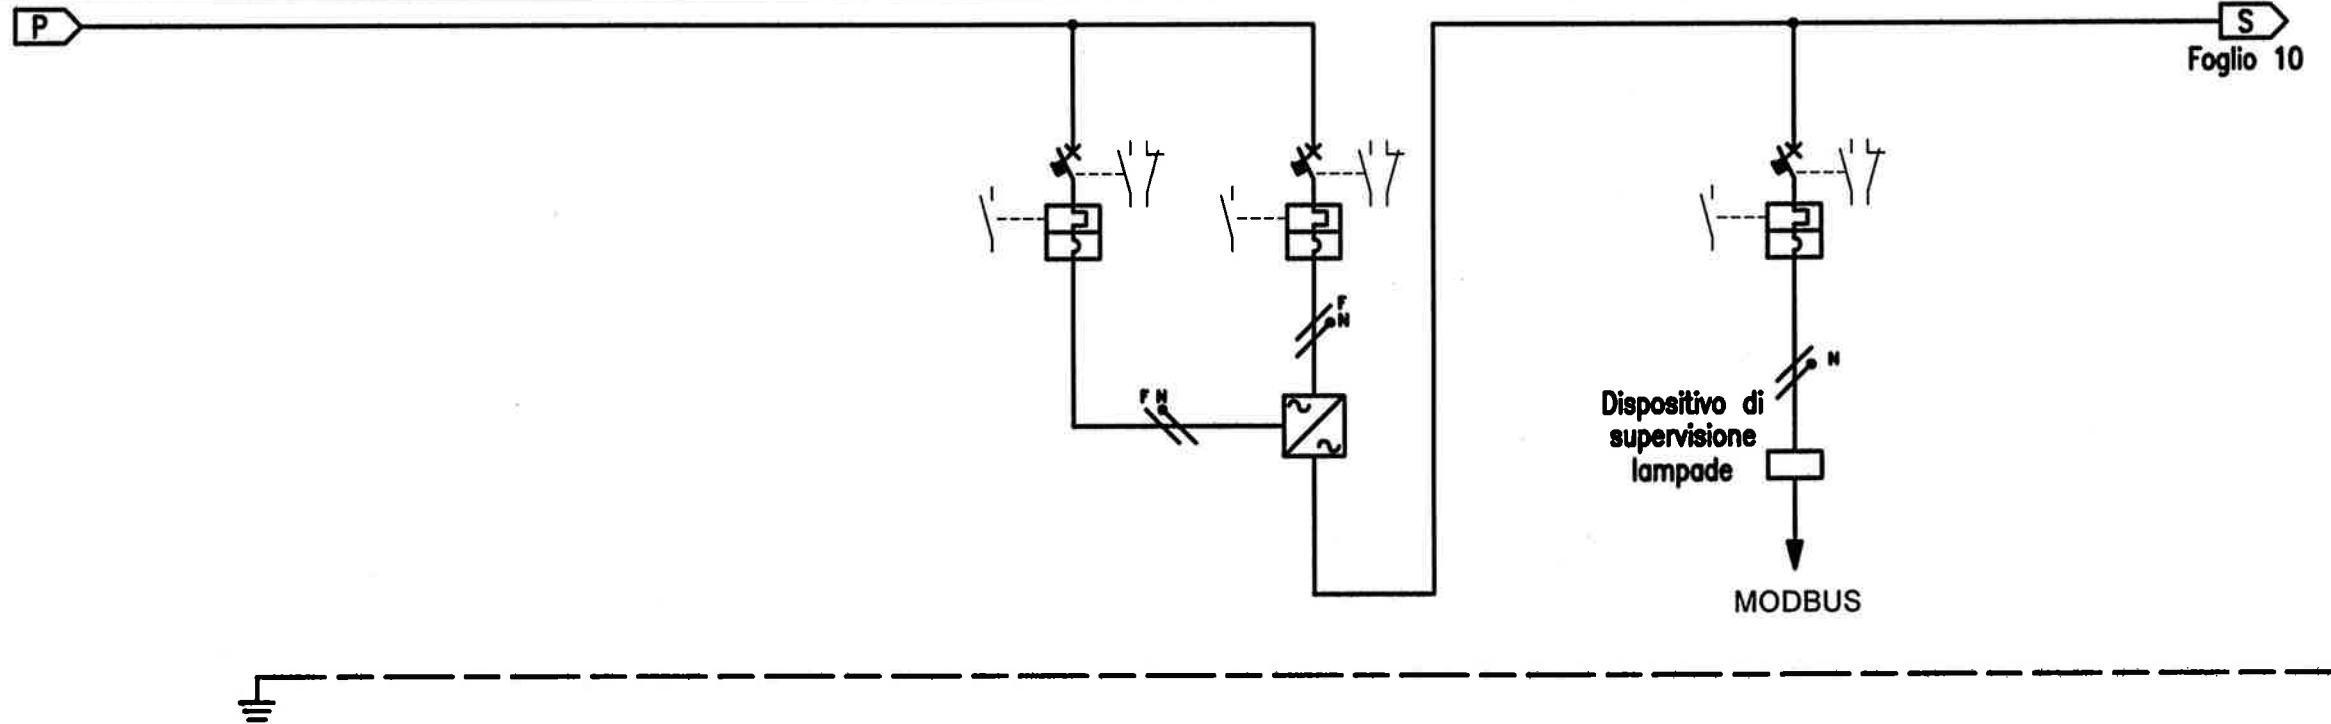 P
S
Foglio 10
F
N
F N
N
Dispositivo di
supervisione
lampade
MODBUS